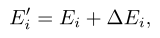 $E_i' = E_i + \Delta E_i,$